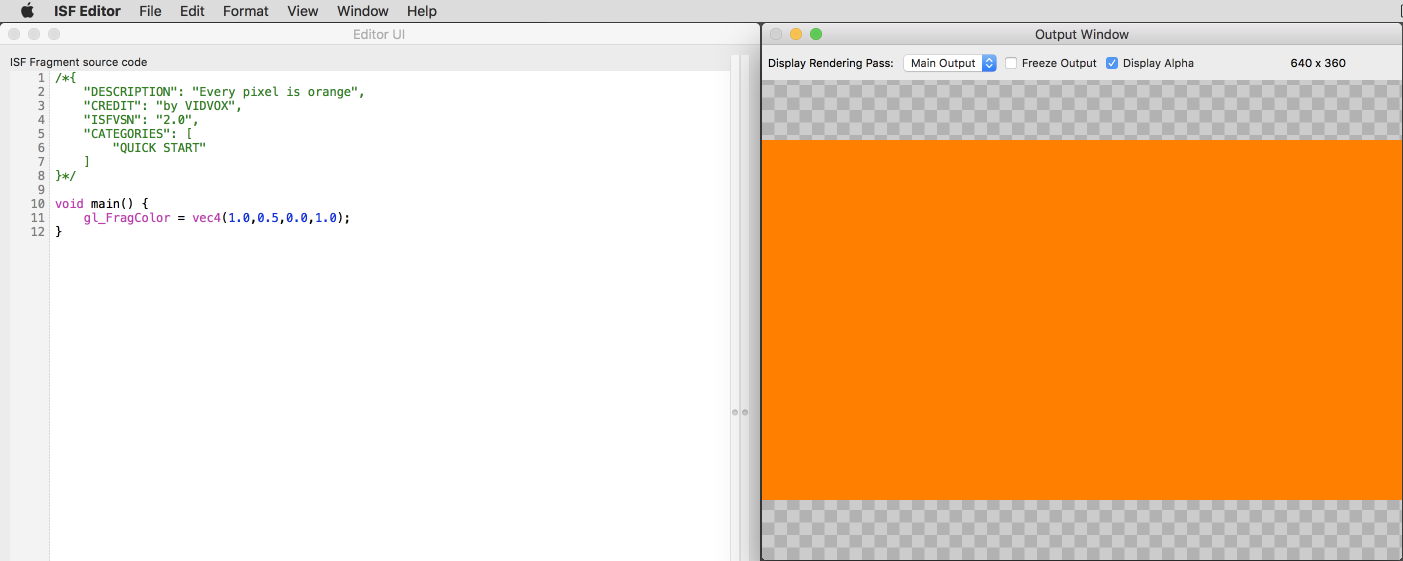 ISF Editor File Edit Format View Window Help
Editor UI
ISF Fragment source code
1 /*{
2 "DESCRIPTION": "Every pixel is orange",
3 "CREDIT": "by VIDVOX",
4 "ISFVSN": "2.0",
5 "CATEGORIES": [
6 "QUICK START"
7 ]
8 }*/
9
10 void main() {
11 gl_FragColor = vec4(1.0,0.5,0.0,1.0);
12 }
Output Window
Display Rendering Pass: Main Output Freeze Output Display Alpha 640 x 360